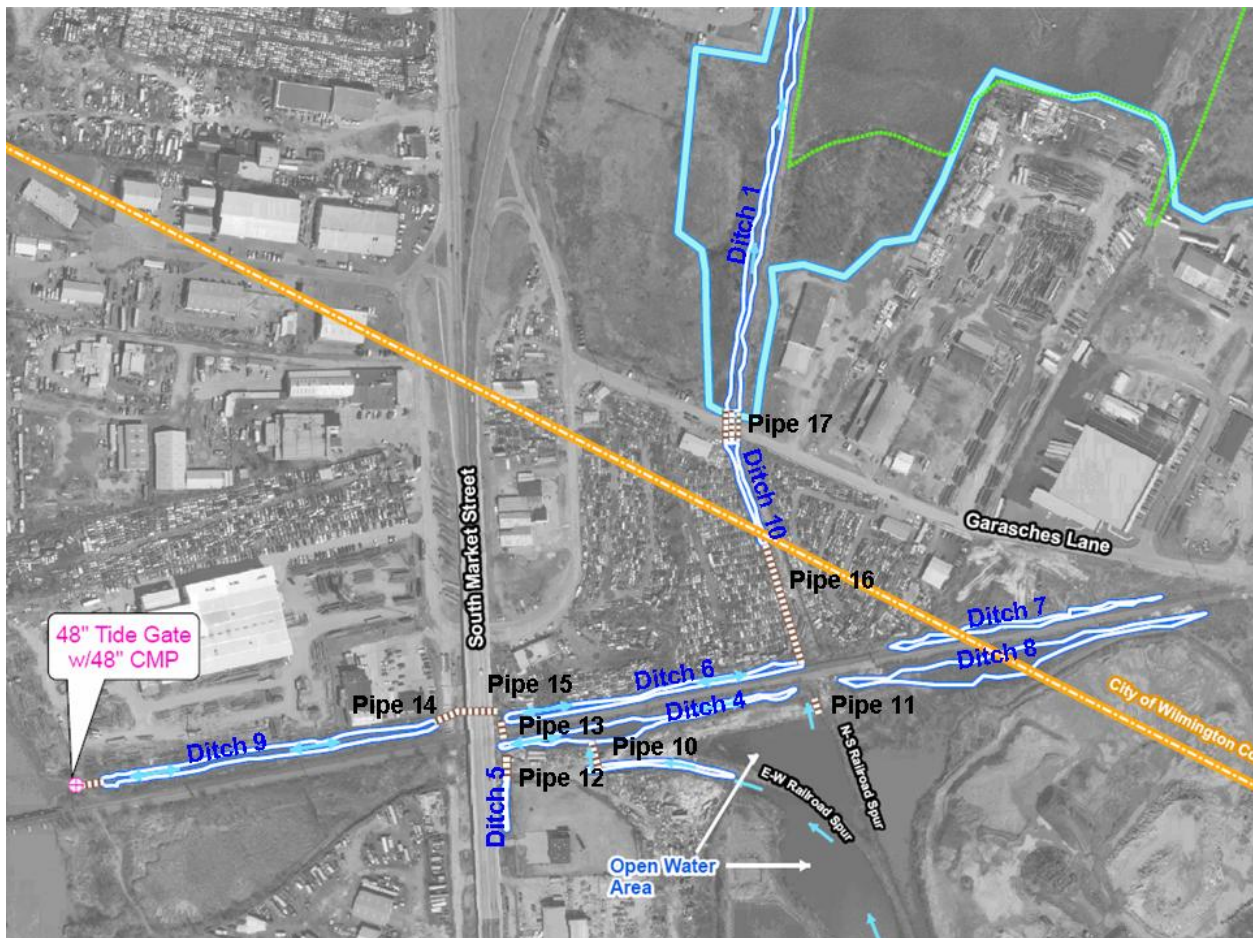 Ditch 1
Pipe 17
Ditch 10
Garasches Lane
Pipe 16
South Market Street
48" Tide Gate
w/48" CMP
Ditch 7
Ditch 6
Pipe 15
Ditch 8
Pipe 14
Ditch 4
Pipe 11
Pipe 13
City of Wilmington Co
Ditch 9
Pipe 10
N-S Railroad Spur
Pipe 12
E-W Railroad Spur
Ditch 5
Open Water
Area